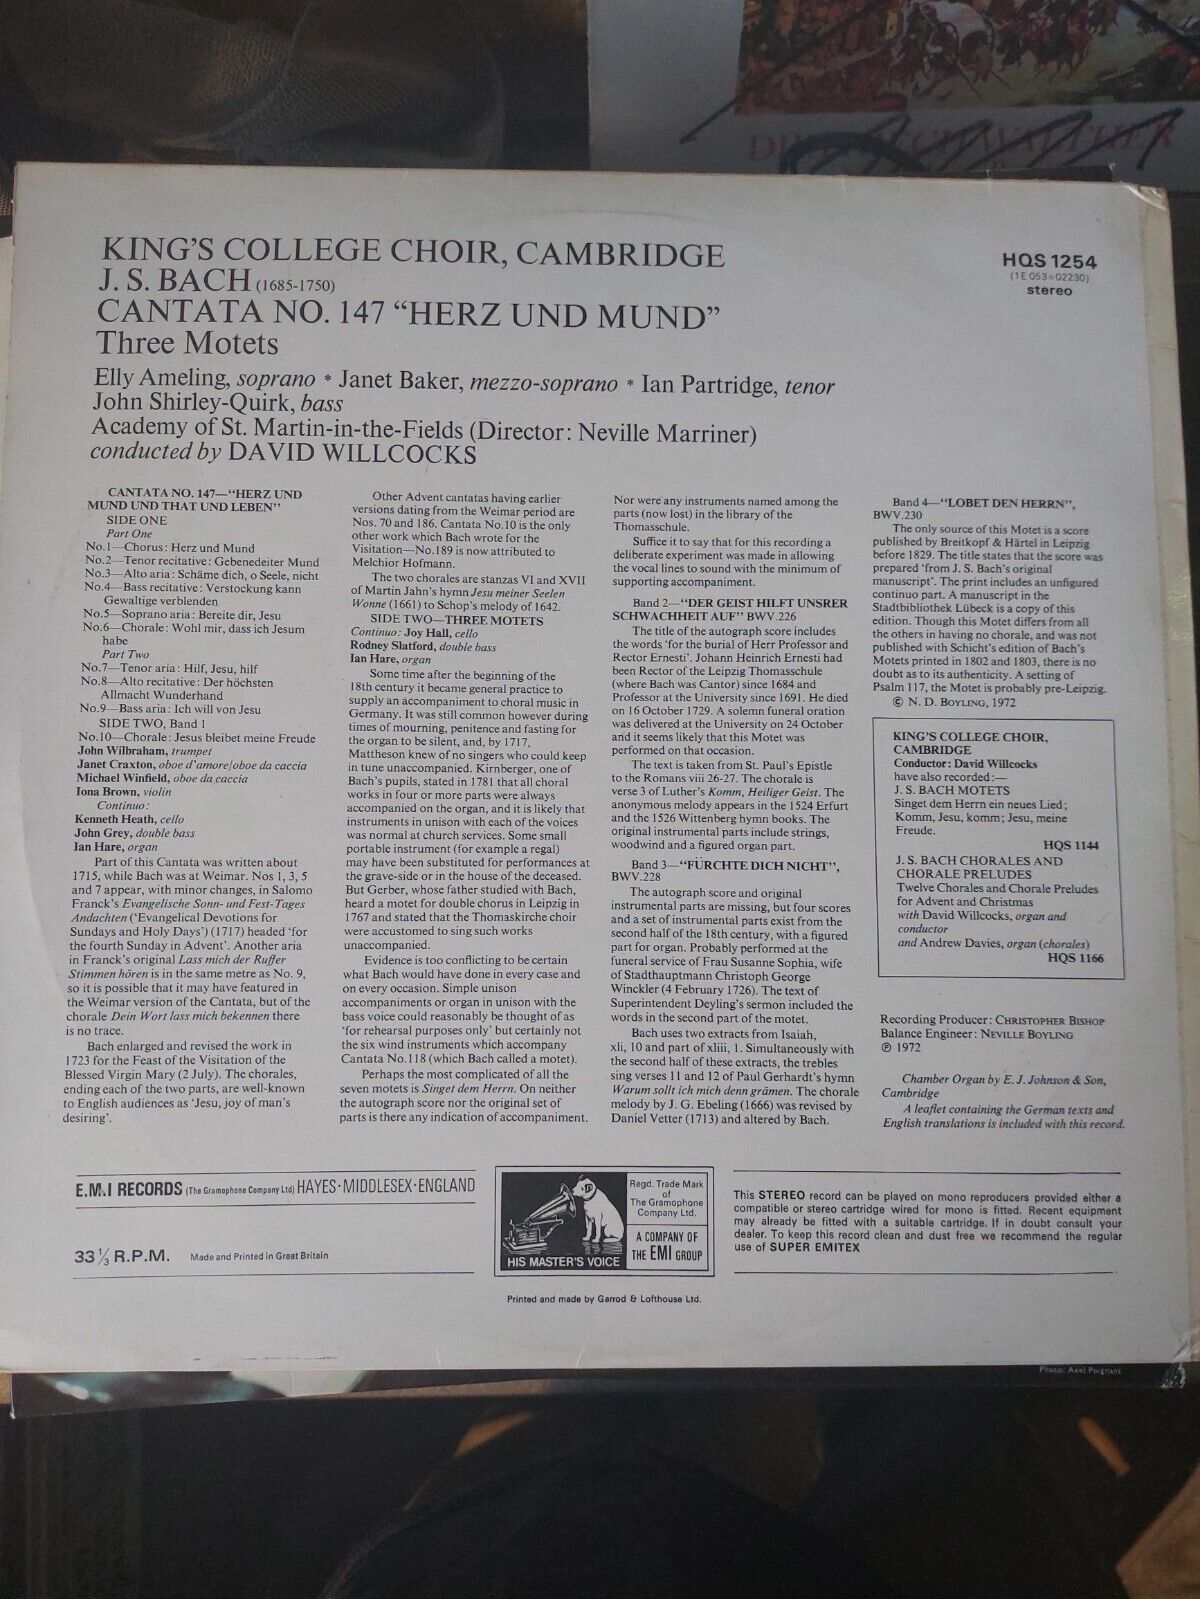 KING'S COLLEGE CHOIR, CAMBRIDGE
J. S. BACH (1685-1750)
CANTATA NO. 147 “HERZ UND MUND”
Three Motets
Elly Ameling, soprano * Janet Baker, mezzo-soprano * Ian Partridge, tenor
John Shirley-Quirk, bass
Academy of St. Martin-in-the-Fields (Director: Neville Marriner)
conducted by DAVID WILLCOCKS
HQS 1254
(1E 053◦02230)
stereo
CANTATA NO. 147—“HERZ UND
MUND UND THAT UND LEBEN”
SIDE ONE
Part One
No.1—Chorus: Herz und Mund
No.2—Tenor recitative: Gebenedeiter Mund
No.3—Alto aria: Schäme dich, o Seele, nicht
No.4—Bass recitative: Verstockung kann
Gewaltige verblenden
No.5—Soprano aria: Bereite dir, Jesu
No.6—Chorale: Wohl mir, dass ich Jesum
habe
Part Two
No.7—Tenor aria: Hilf, Jesu, hilf
No.8—Alto recitative: Der höchsten
Allmacht Wunderhand
No.9—Bass aria: Ich will von Jesu
SIDE TWO, Band 1
No.10—Chorale: Jesus bleibet meine Freude
John Wilbraham, trumpet
Janet Craxton, oboe d'amore/oboe da caccia
Michael Winfield, oboe da caccia
Iona Brown, violin
Continuo:
Kenneth Heath, cello
John Grey, double bass
Ian Hare, organ
Part of this Cantata was written about
1715, while Bach was at Weimar. Nos 1, 3, 5
and 7 appear, with minor changes, in Salomo
Franck's Evangelische Sonn- und Fest-Tages
Andachten (‘Evangelical Devotions for
Sundays and Holy Days’) (1717) headed ‘for
the fourth Sunday in Advent’. Another aria
in Franck's original Lass mich der Ruffer
Stimmen hören is in the same metre as No. 9,
so it is possible that it may have featured in
the Weimar version of the Cantata, but of the
chorale Dein Wort lass mich bekennen there
is no trace.
Bach enlarged and revised the work in
1723 for the Feast of the Visitation of the
Blessed Virgin Mary (2 July). The chorales,
ending each of the two parts, are well-known
to English audiences as ‘Jesu, joy of man's
desiring’.
Other Advent cantatas having earlier
versions dating from the Weimar period are
Nos. 70 and 186. Cantata No.10 is the only
other work which Bach wrote for the
Visitation—No.189 is now attributed to
Melchior Hofmann.
The two chorales are stanzas VI and XVII
of Martin Jahn's hymn Jesu meiner Seelen
Wonne (1661) to Schop's melody of 1642.
SIDE TWO—THREE MOTETS
Continuo: Joy Hall, cello
Rodney Slatford, double bass
Ian Hare, organ
Some time after the beginning of the
18th century it became general practice to
supply an accompaniment to choral music in
Germany. It was still common however during
times of mourning, penitence and fasting for
the organ to be silent, and, by 1717,
Mattheson knew of no singers who could keep
in tune unaccompanied. Kirnberger, one of
Bach's pupils, stated in 1781 that all choral
works in four or more parts were always
accompanied on the organ, and it is likely that
instruments in unison with each of the voices
was normal at church services. Some small
portable instrument (for example a regal)
may have been substituted for performances at
the grave-side or in the house of the deceased.
But Gerber, whose father studied with Bach,
heard a motet for double chorus in Leipzig in
1767 and stated that the Thomaskirche choir
were accustomed to sing such works
unaccompanied.
Evidence is too conflicting to be certain
what Bach would have done in every case and
on every occasion. Simple unison
accompaniments or organ in unison with the
bass voice could reasonably be thought of as
‘for rehearsal purposes only’ but certainly not
the six wind instruments which accompany
Cantata No.118 (which Bach called a motet).
Perhaps the most complicated of all the
seven motets is Singet dem Herrn. On neither
the autograph score nor the original set of
parts is there any indication of accompaniment.
Nor were any instruments named among the
parts (now lost) in the library of the
Thomasschule.
Suffice it to say that for this recording a
deliberate experiment was made in allowing
the vocal lines to sound with the minimum of
supporting accompaniment.
Band 2—“DER GEIST HILFT UNSRER
SCHWACHHEIT AUF” BWV.226
The title of the autograph score includes
the words ‘for the burial of Herr Professor and
Rector Ernesti’. Johann Heinrich Ernesti had
been Rector of the Leipzig Thomasschule
(where Bach was Cantor) since 1684 and
Professor at the University since 1691. He died
on 16 October 1729. A solemn funeral oration
was delivered at the University on 24 October
and it seems likely that this Motet was
performed on that occasion.
The text is taken from St. Paul's Epistle
to the Romans viii 26-27. The chorale is
verse 3 of Luther's Komm, Heiliger Geist. The
anonymous melody appears in the 1524 Erfurt
and the 1526 Wittenberg hymn books. The
original instrumental parts include strings,
woodwind and a figured organ part.
Band 3—“FÜRCHTE DICH NICHT”,
BWV.228
The autograph score and original
instrumental parts are missing, but four scores
and a set of instrumental parts exist from the
second half of the 18th century, with a figured
part for organ. Probably performed at the
funeral service of Frau Susanne Sophia, wife
of Stadthauptmann Christoph George
Winckler (4 February 1726). The text of
Superintendent Deyling's sermon included the
words in the second part of the motet.
Bach uses two extracts from Isaiah,
xli, 10 and part of xliii, 1. Simultaneously with
the second half of these extracts, the trebles
sing verses 11 and 12 of Paul Gerhardt's hymn
Warum sollt ich mich denn grämen. The chorale
melody by J. G. Ebeling (1666) was revised by
Daniel Vetter (1713) and altered by Bach.
Band 4—“LOBET DEN HERRN”,
BWV.230
The only source of this Motet is a score
published by Breitkopf & Härtel in Leipzig
before 1829. The title states that the score was
prepared ‘from J. S. Bach's original
manuscript’. The print includes an unfigured
continuo part. A manuscript in the
Stadtbibliothek Lübeck is a copy of this
edition. Though this Motet differs from all
the others in having no chorale, and was not
published with Schicht's edition of Bach's
Motets printed in 1802 and 1803, there is no
doubt as to its authenticity. A setting of
Psalm 117, the Motet is probably pre-Leipzig.
© N. D. BOYLING, 1972
KING'S COLLEGE CHOIR,
CAMBRIDGE
Conductor: David Willcocks
have also recorded:—
J. S. BACH MOTETS
Singet dem Herrn ein neues Lied;
Komm, Jesu, komm; Jesu, meine
Freude.
HQS 1144
J. S. BACH CHORALES AND
CHORALE PRELUDES
Twelve Chorales and Chorale Preludes
for Advent and Christmas
with David Willcocks, organ and
conductor
and Andrew Davies, organ (chorales)
HQS 1166
Recording Producer: CHRISTOPHER BISHOP
Balance Engineer: NEVILLE BOYLING
℗ 1972
Chamber Organ by E. J. Johnson & Son,
Cambridge
A leaflet containing the German texts and
English translations is included with this record.
E.M.I RECORDS (The Gramophone Company Ltd) HAYES·MIDDLESEX·ENGLAND
33⅓ R.P.M. Made and Printed in Great Britain
HIS MASTER'S VOICE
Regd. Trade Mark
of
The Gramophone
Company Ltd.
A COMPANY OF
THE EMI GROUP
This STEREO record can be played on mono reproducers provided either a
compatible or stereo cartridge wired for mono is fitted. Recent equipment
may already be fitted with a suitable cartridge. If in doubt consult your
dealer. To keep this record clean and dust free we recommend the regular
use of SUPER EMITEX
Printed and made by Garrod & Lofthouse Ltd.
Photo: Axel Poignant